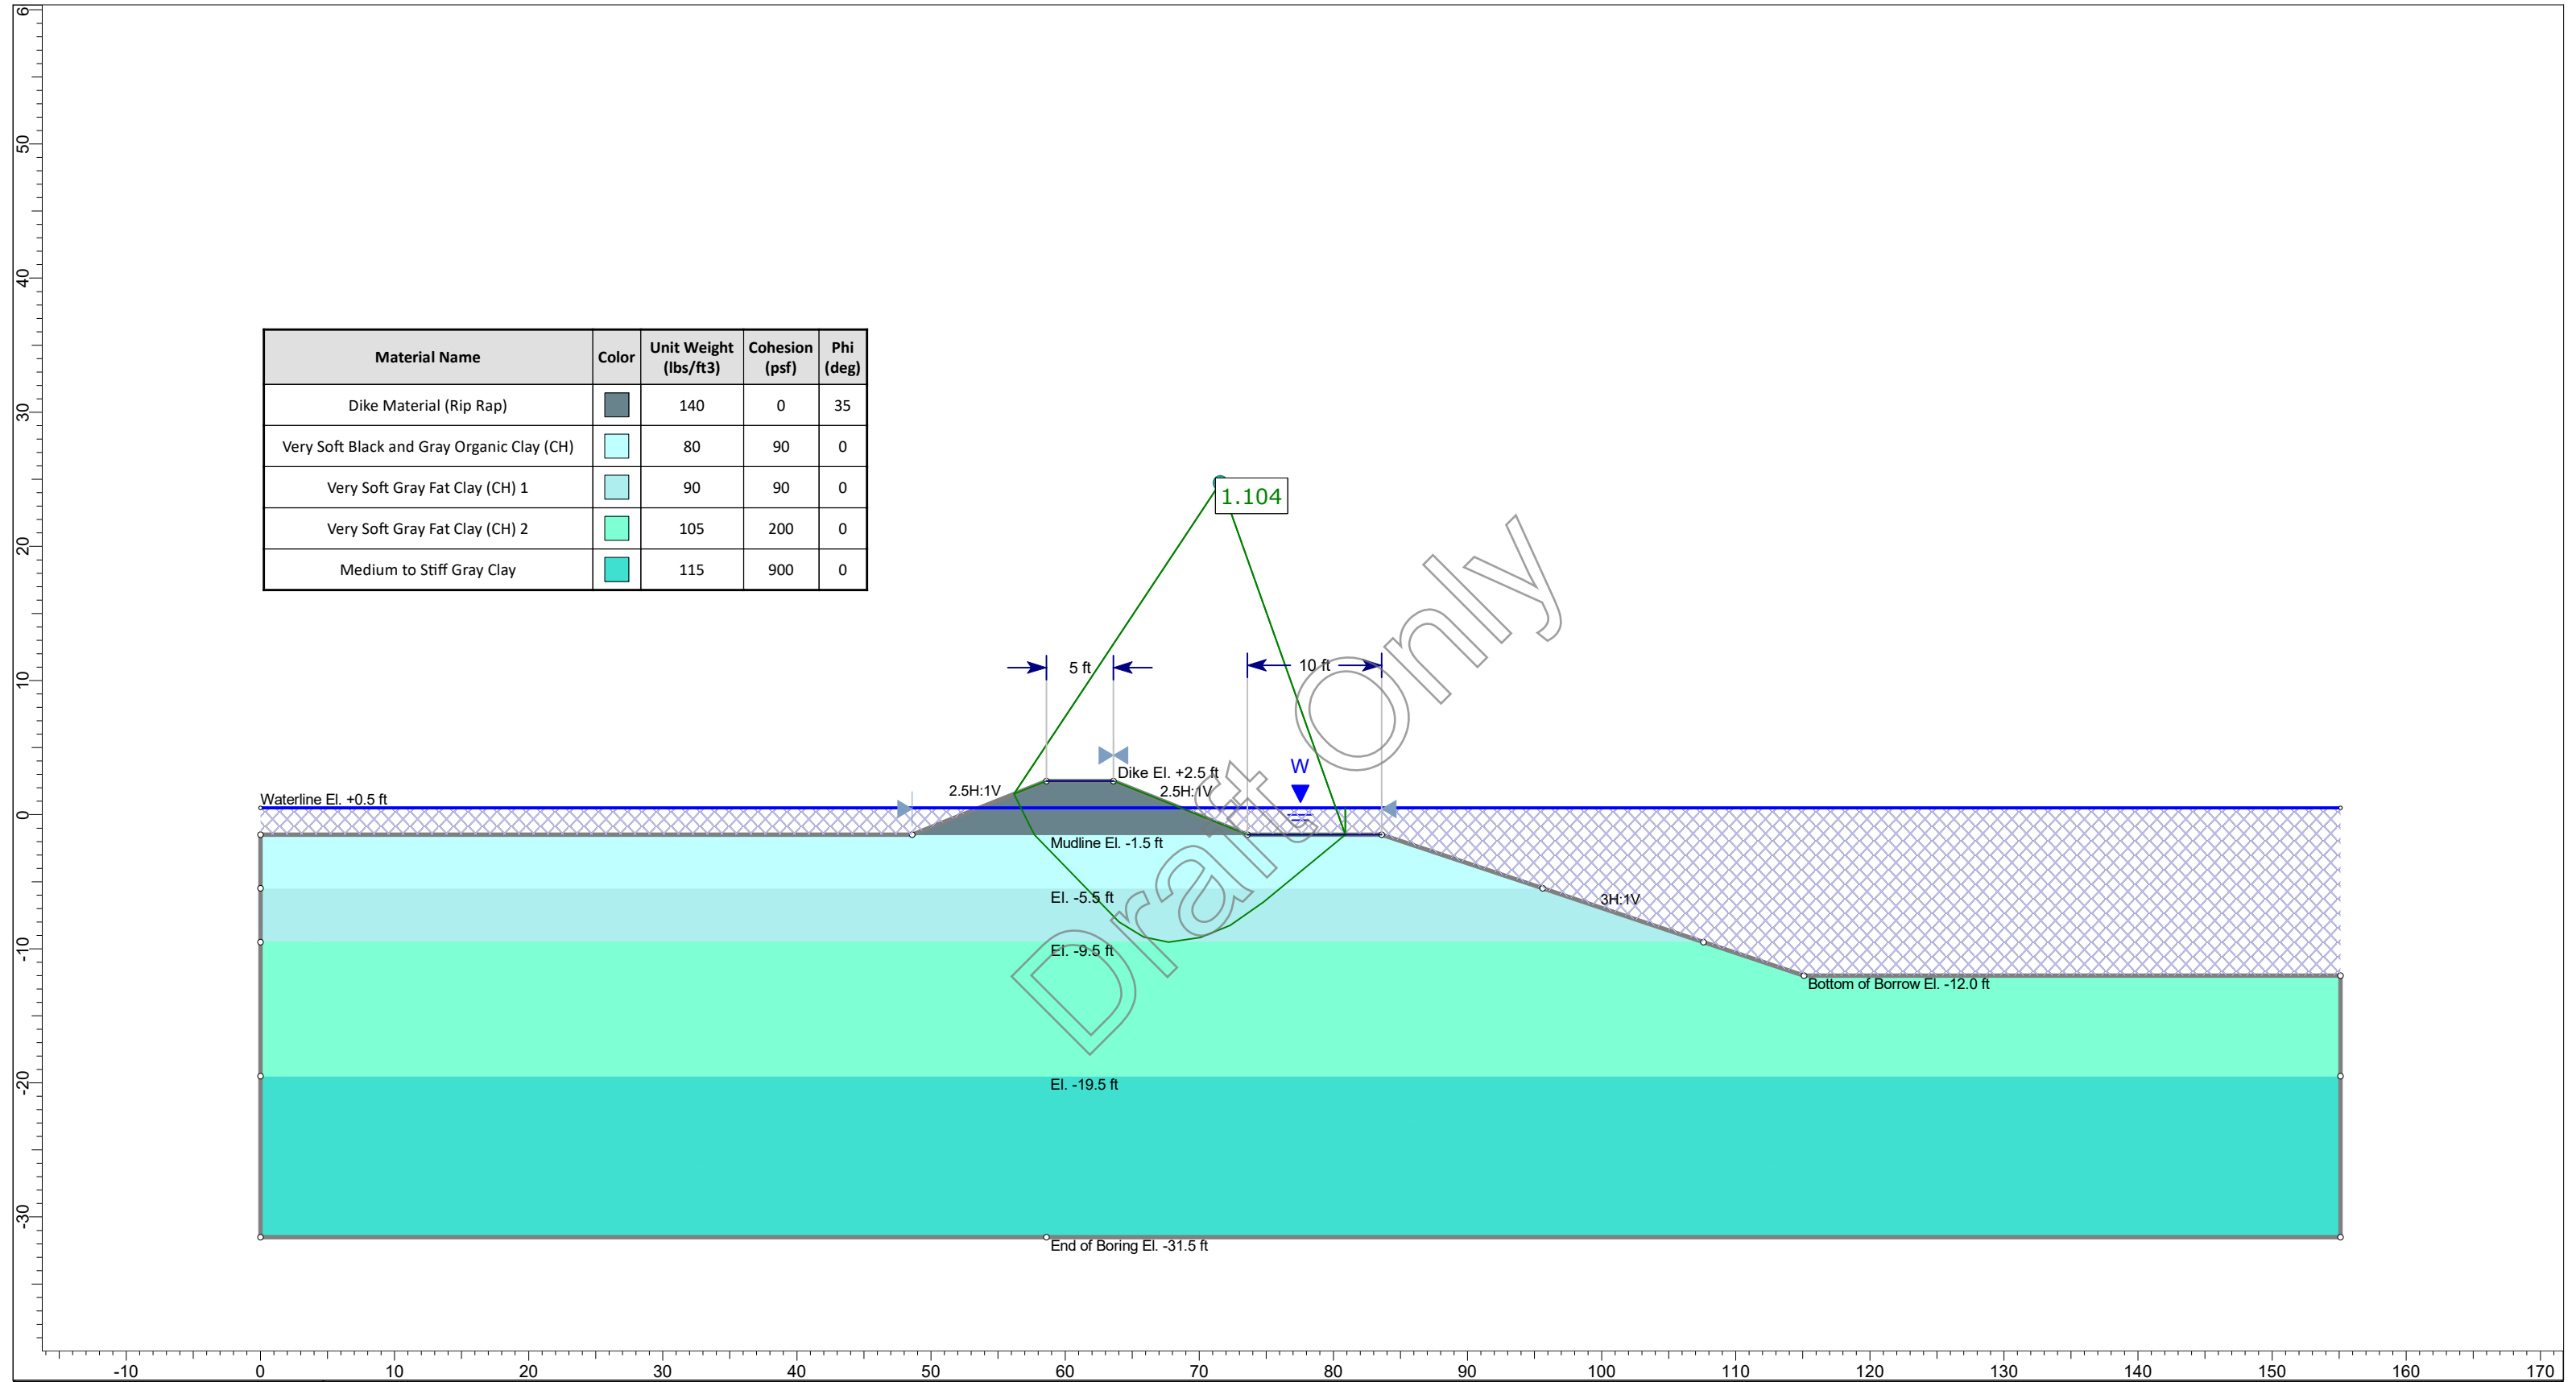 6
50
40
30
20
10
0
-10
-20
-30
Material Name Color Unit Weight (lbs/ft3) Cohesion (psf) Phi (deg)
Dike Material (Rip Rap) 140 0 35
Very Soft Black and Gray Organic Clay (CH) 80 90 0
Very Soft Gray Fat Clay (CH) 1 90 90 0
Very Soft Gray Fat Clay (CH) 2 105 200 0
Medium to Stiff Gray Clay 115 900 0
1.104
5 ft
10 ft
W
Dike El. +2.5 ft
2.5H:1V
2.5H:1V
Waterline El. +0.5 ft
Mudline El. -1.5 ft
El. -5.5 ft
3H:1V
El. -9.5 ft
Bottom of Borrow El. -12.0 ft
El. -19.5 ft
End of Boring El. -31.5 ft
Draft Only
-10 0 10 20 30 40 50 60 70 80 90 100 110 120 130 140 150 160 170